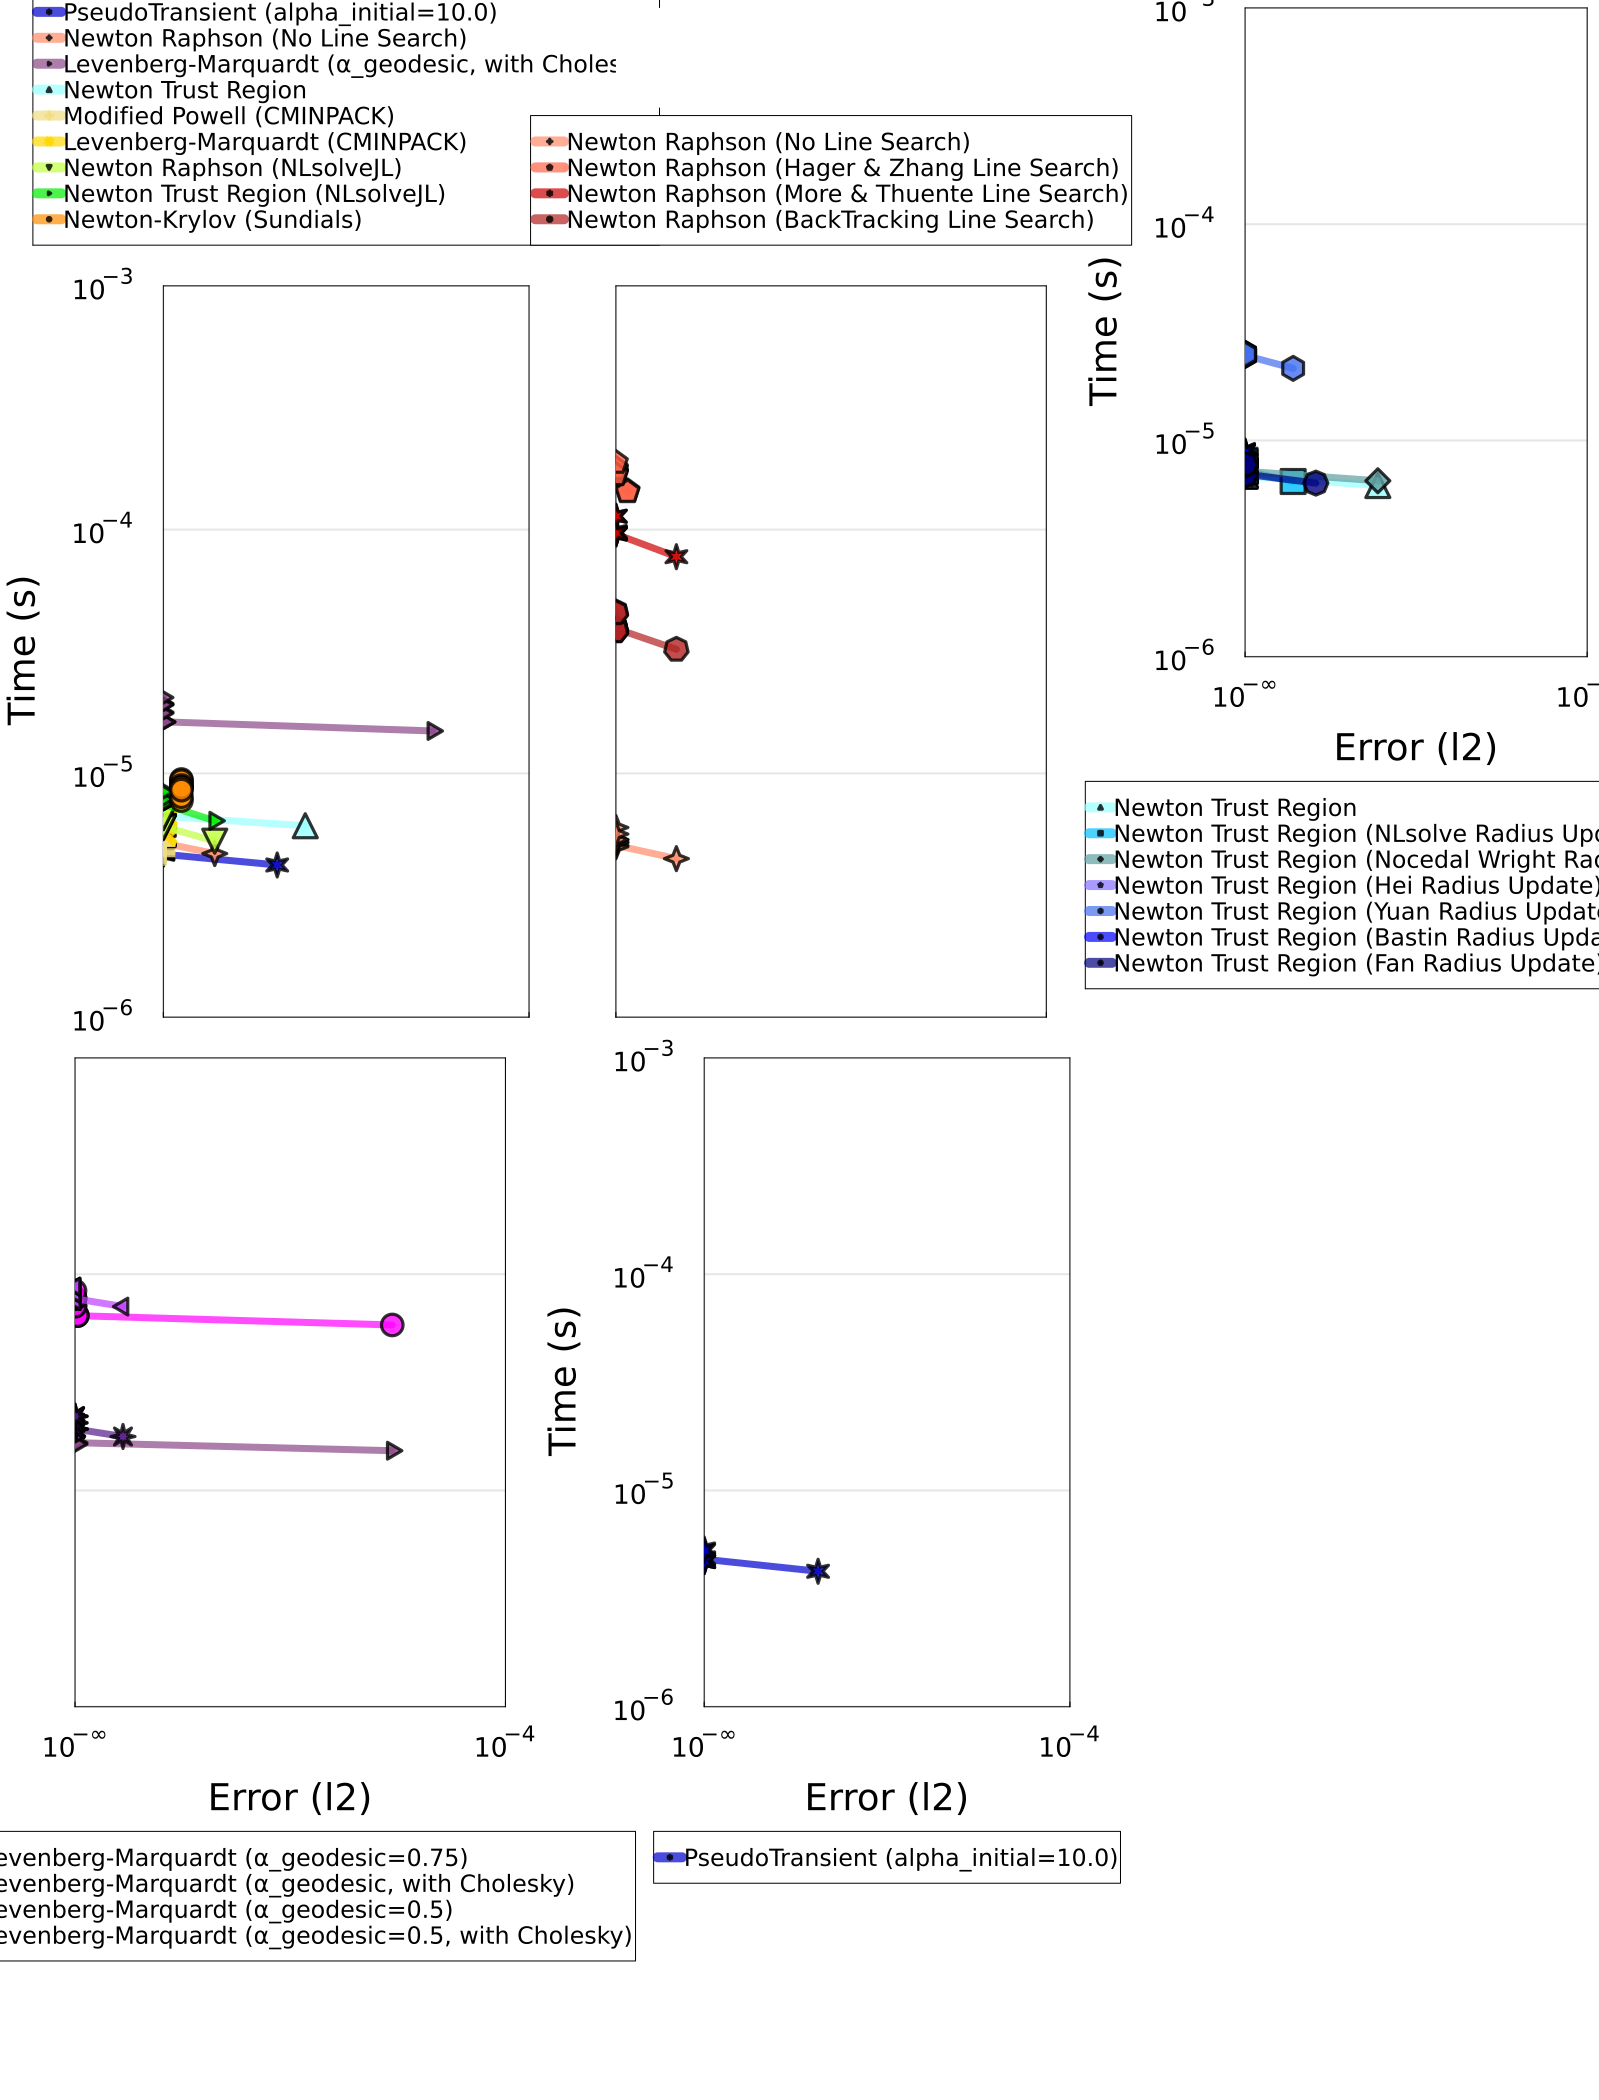 PseudoTransient (alpha_initial=10.0)
Newton Raphson (No Line Search)
Levenberg-Marquardt (α_geodesic, with Choles
Newton Trust Region
Modified Powell (CMINPACK)
Levenberg-Marquardt (CMINPACK)
Newton Raphson (NLsolveJL)
Newton Trust Region (NLsolveJL)
Newton-Krylov (Sundials)
Newton Raphson (No Line Search)
Newton Raphson (Hager & Zhang Line Search)
Newton Raphson (More & Thuente Line Search)
Newton Raphson (BackTracking Line Search)
10⁻⁴
10⁻⁵
10⁻⁶
Time (s)
10⁻∞
10⁻
Error (l2)
Newton Trust Region
Newton Trust Region (NLsolve Radius Up
Newton Trust Region (Nocedal Wright Ra
Newton Trust Region (Hei Radius Update)
Newton Trust Region (Yuan Radius Updat
Newton Trust Region (Bastin Radius Upda
Newton Trust Region (Fan Radius Update)
10⁻³
10⁻⁴
10⁻⁵
10⁻⁶
Time (s)
10⁻∞
10⁻⁴
Error (l2)
10⁻³
10⁻⁴
10⁻⁵
10⁻⁶
Time (s)
10⁻∞
10⁻⁴
Error (l2)
evenberg-Marquardt (α_geodesic=0.75)
evenberg-Marquardt (α_geodesic, with Cholesky)
evenberg-Marquardt (α_geodesic=0.5)
evenberg-Marquardt (α_geodesic=0.5, with Cholesky)
PseudoTransient (alpha_initial=10.0)